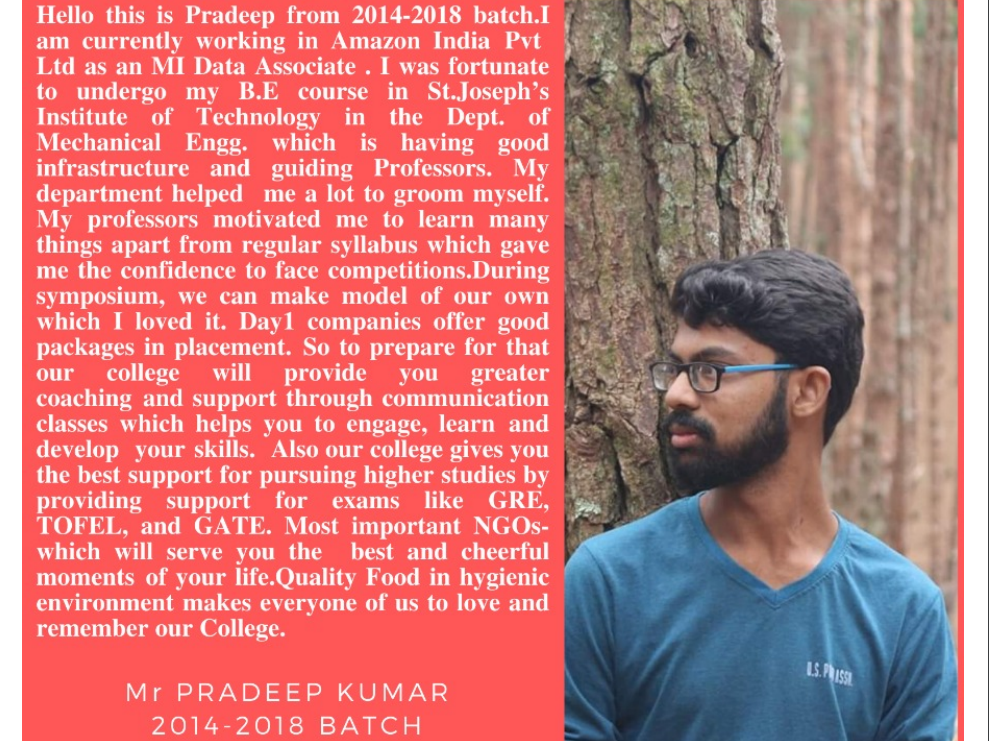 Hello this is Pradeep from 2014-2018 batch.I
am currently working in Amazon India Pvt
Ltd as an MI Data Associate . I was fortunate
to undergo my B.E course in St.Joseph's
Institute of Technology in the Dept. of
Mechanical Engg. which is having good
infrastructure and guiding Professors. My
department helped me a lot to groom myself.
My professors motivated me to learn many
things apart from regular syllabus which gave
me the confidence to face competitions.During
symposium, we can make model of our own
which I loved it. Day1 companies offer good
packages in placement. So to prepare for that
our college will provide you greater
coaching and support through communication
classes which helps you to engage, learn and
develop your skills. Also our college gives you
the best support for pursuing higher studies by
providing support for exams like GRE,
TOFEL, and GATE. Most important NGOs-
which will serve you the best and cheerful
moments of your life.Quality Food in hygienic
environment makes everyone of us to love and
remember our College.
Mr PRADEEP KUMAR
2014-2018 BATCH
U.S.